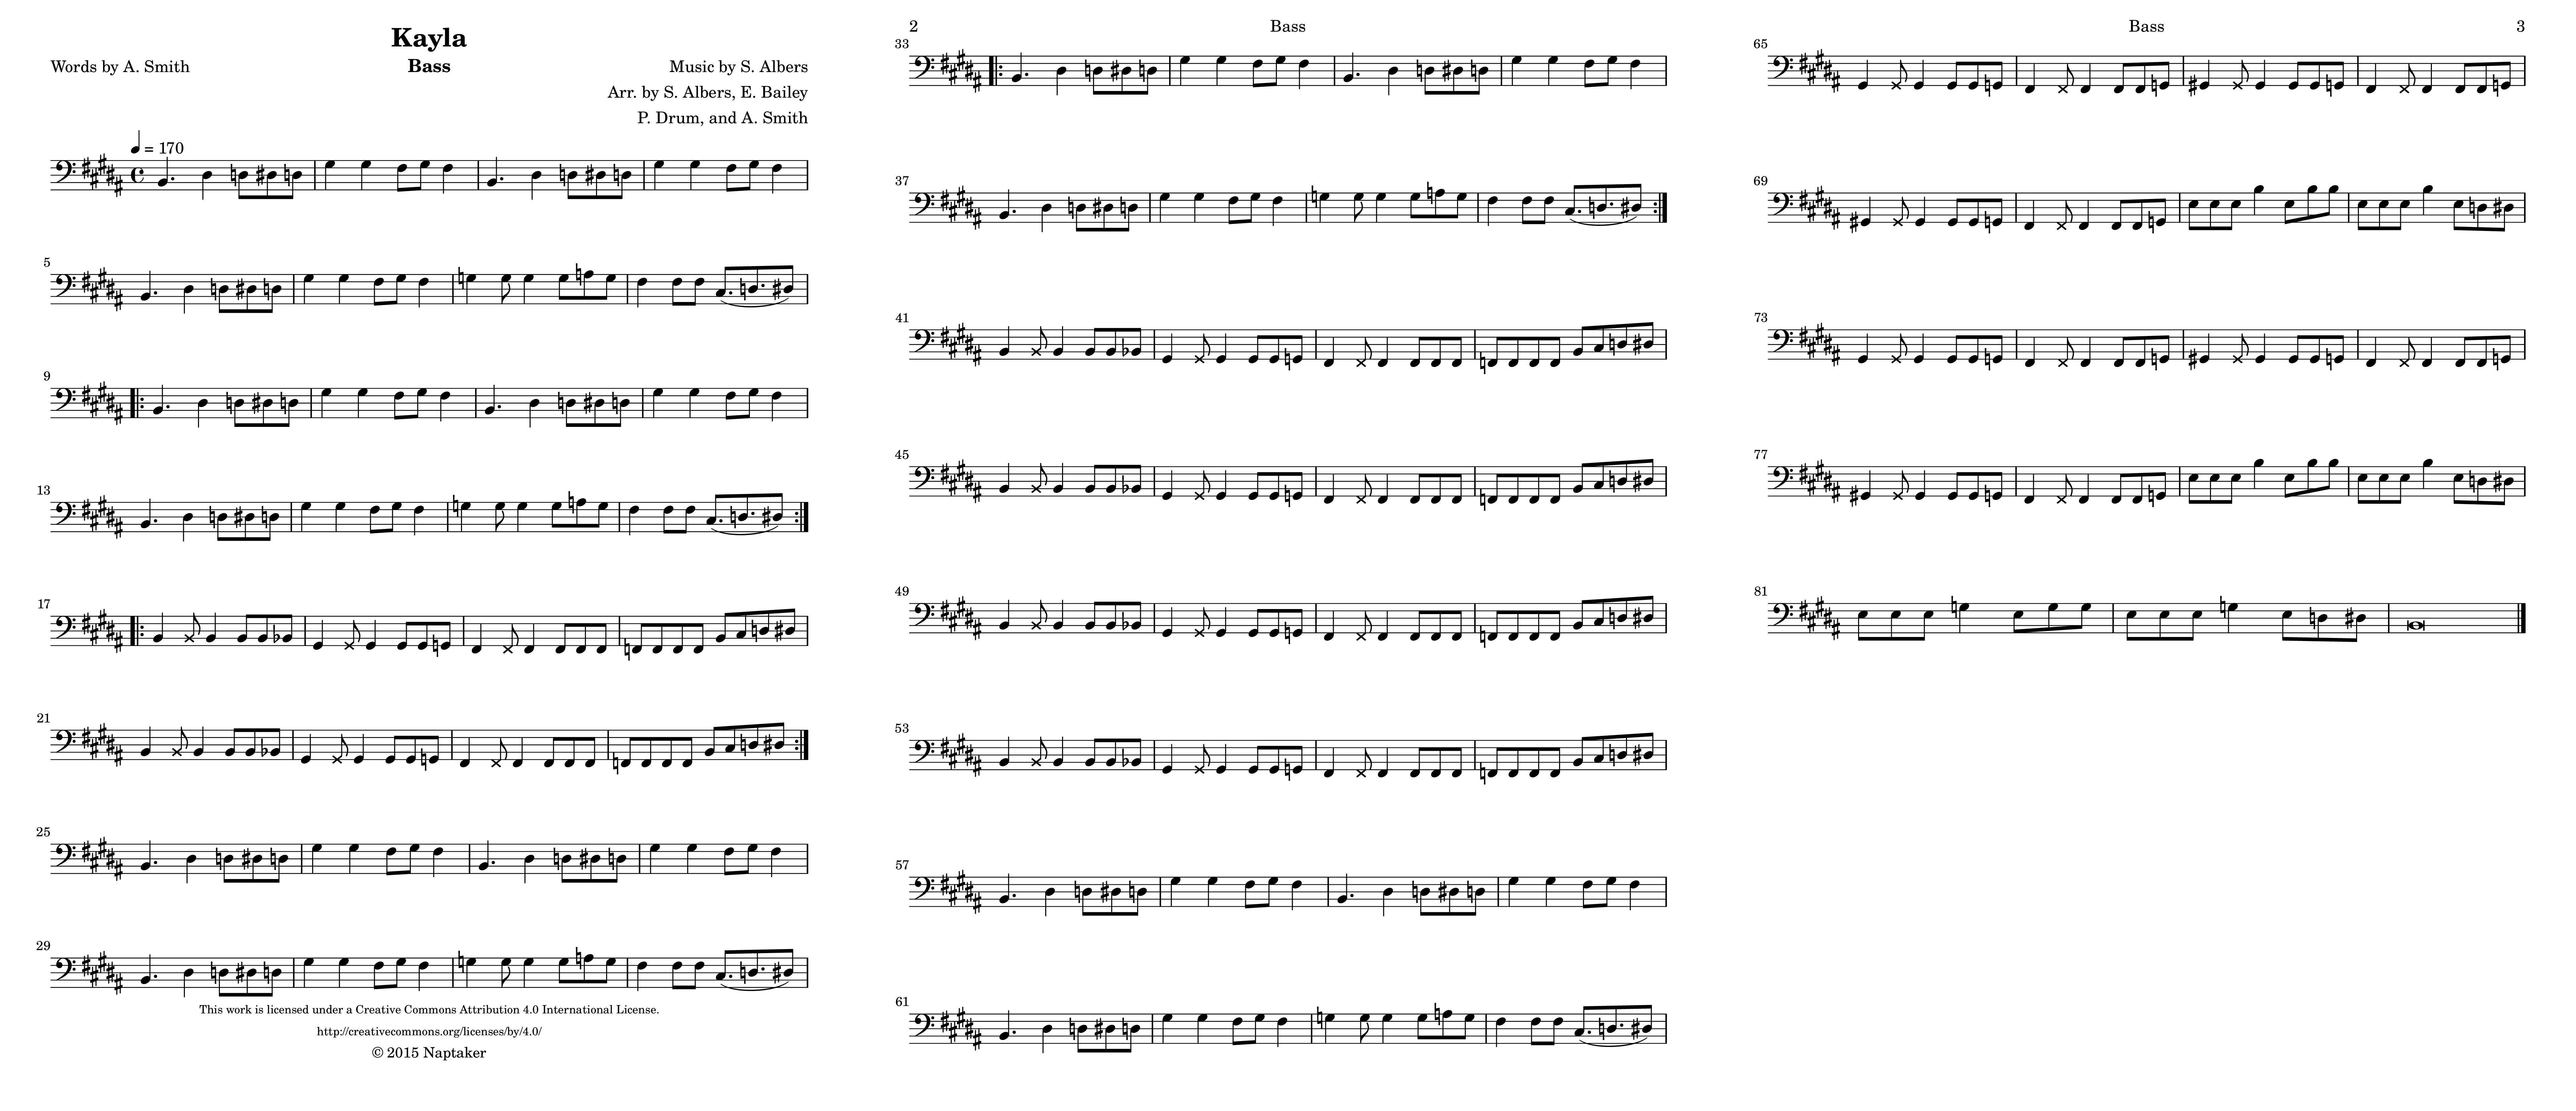 Kayla
Words by A. Smith
Bass
Music by S. Albers
Arr. by S. Albers, E. Bailey
P. Drum, and A. Smith
= 170
5
9
13
17
21
25
29
This work is licensed under a Creative Commons Attribution 4.0 International License.
http://creativecommons.org/licenses/by/4.0/
© 2015 Naptaker
2
Bass
33
37
41
45
49
53
57
61
Bass
3
65
69
73
77
81